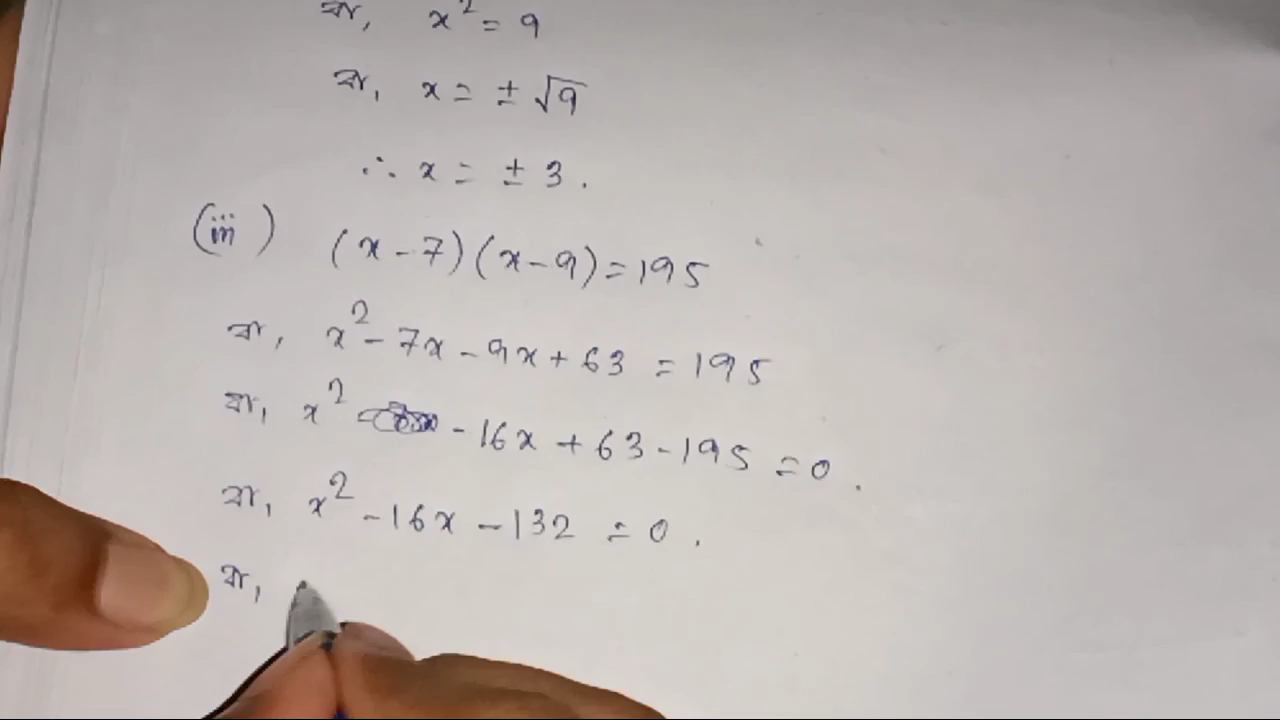 বা, x² = 9
বা, x = ± √9
∴ x = ± 3.
(iii) (x - 7)(x - 9) = 195
বা, x² - 7x - 9x + 63 = 195
বা, x² - 16x + 63 - 195 = 0.
বা, x² - 16x - 132 = 0.
বা,